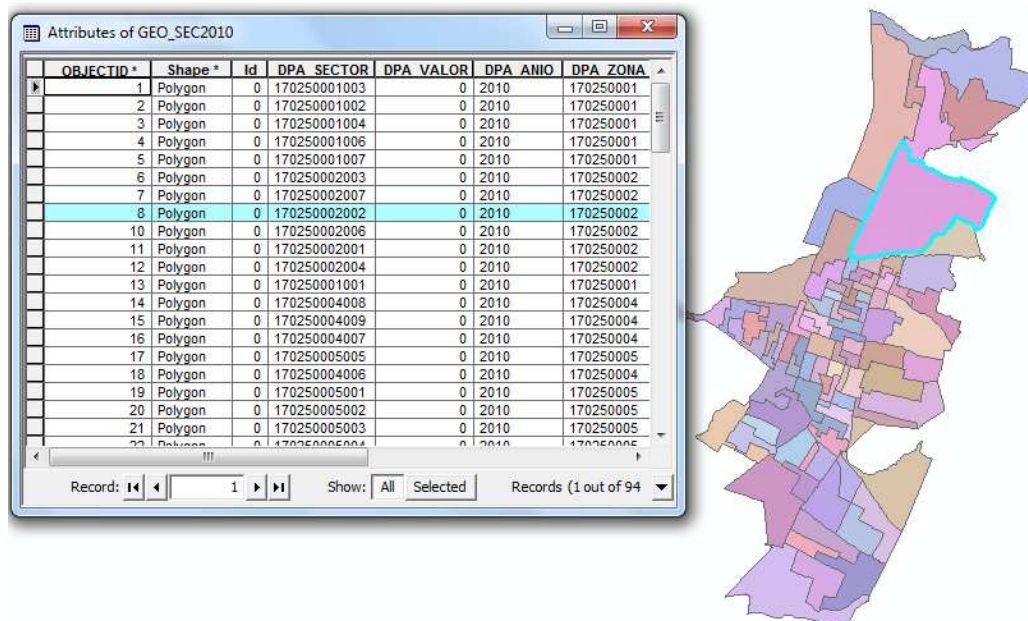 Attributes of GEO_SEC2010
OBJECTID * Shape * Id DPA_SECTOR DPA_VALOR DPA_ANIO DPA_ZONA
1 Polygon 0 170250001003 0 2010 170250001
2 Polygon 0 170250001002 0 2010 170250001
3 Polygon 0 170250001004 0 2010 170250001
4 Polygon 0 170250001006 0 2010 170250001
5 Polygon 0 170250001007 0 2010 170250001
6 Polygon 0 170250002003 0 2010 170250002
7 Polygon 0 170250002007 0 2010 170250002
8 Polygon 0 170250002002 0 2010 170250002
10 Polygon 0 170250002006 0 2010 170250002
11 Polygon 0 170250002001 0 2010 170250002
12 Polygon 0 170250002004 0 2010 170250002
13 Polygon 0 170250001001 0 2010 170250001
14 Polygon 0 170250004008 0 2010 170250004
15 Polygon 0 170250004009 0 2010 170250004
16 Polygon 0 170250004007 0 2010 170250004
17 Polygon 0 170250005005 0 2010 170250005
18 Polygon 0 170250004006 0 2010 170250004
19 Polygon 0 170250005001 0 2010 170250005
20 Polygon 0 170250005002 0 2010 170250005
21 Polygon 0 170250005003 0 2010 170250005
22 Polygon 0 170250005004 0 2010 170250005
Record: 1 Show: All Selected Records (1 out of 94